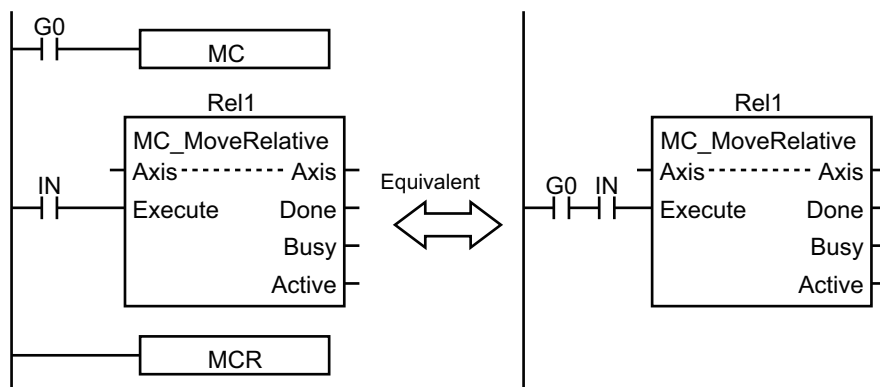 G0
MC
Rel1
MC_MoveRelative
Axis Axis
IN
Execute Done
Busy
Active
MCR
Equivalent
Rel1
MC_MoveRelative
Axis Axis
G0 IN
Execute Done
Busy
Active